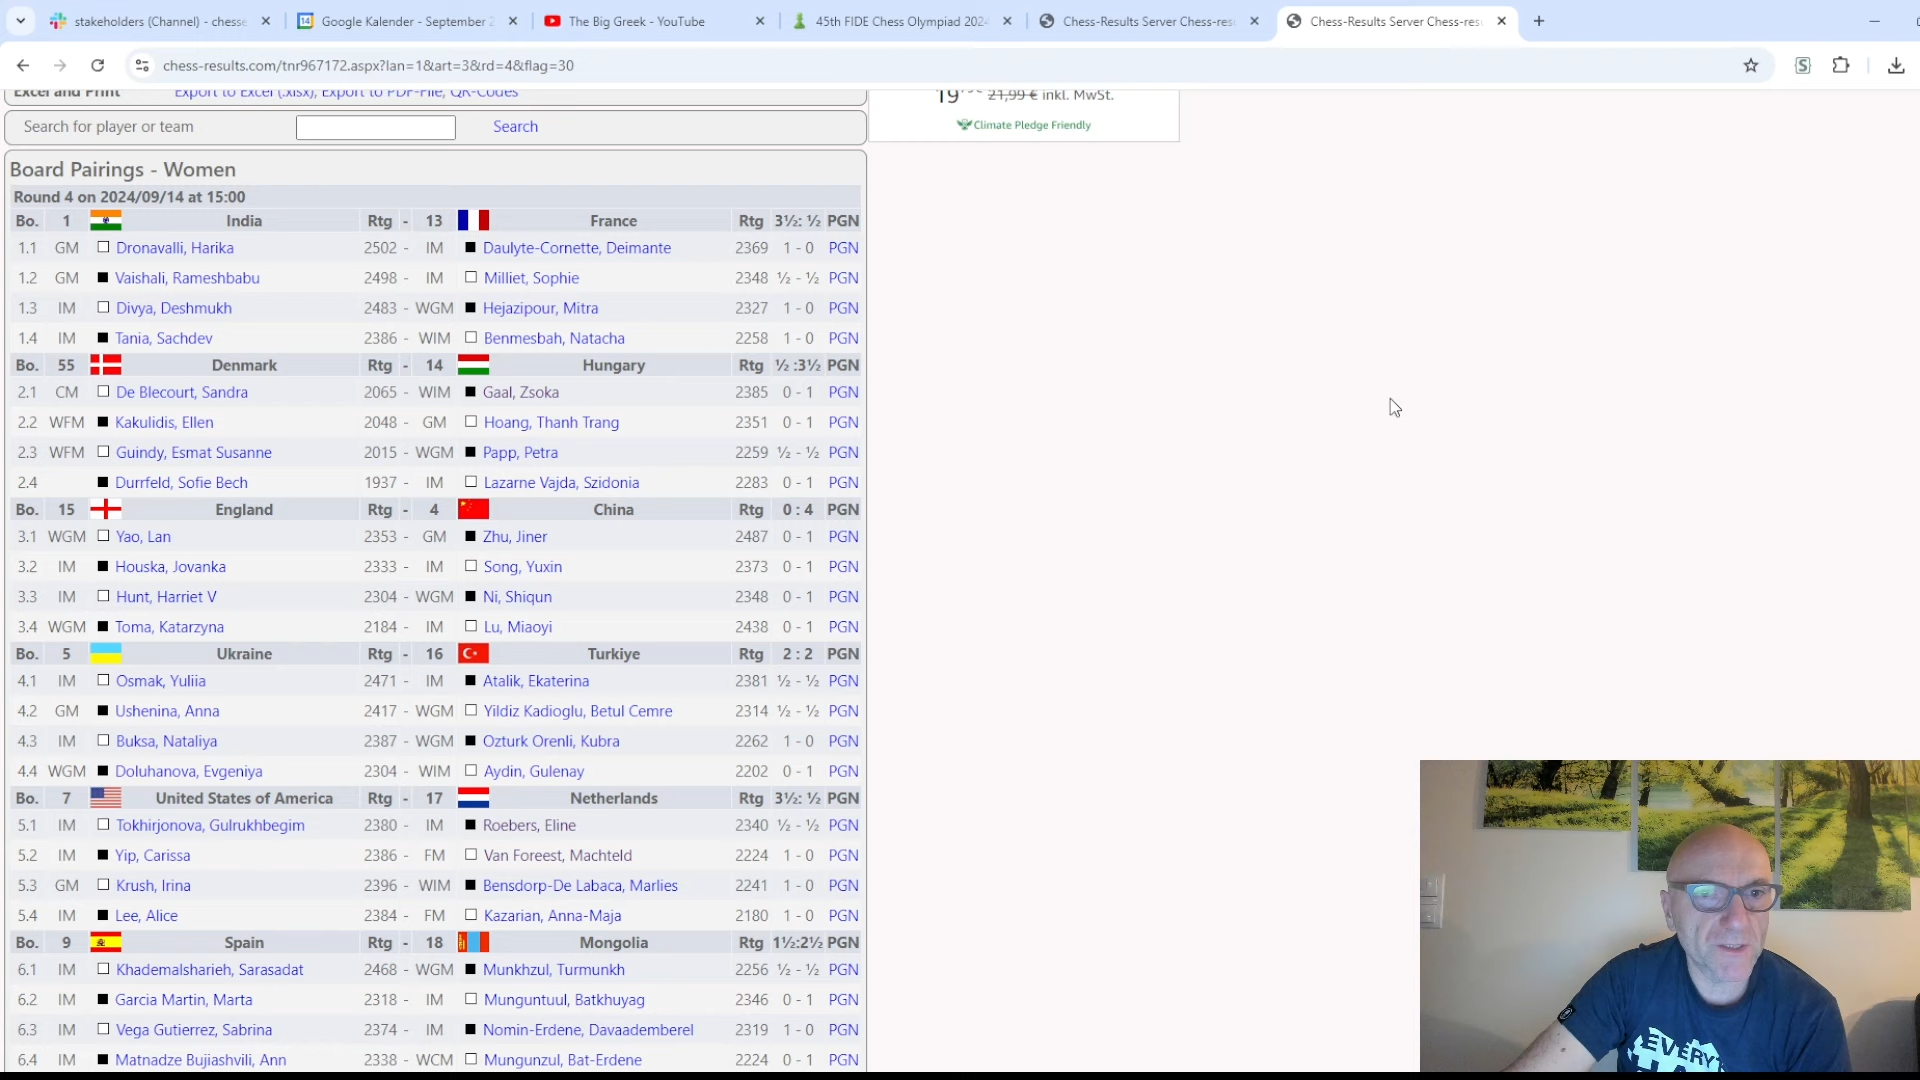 stakeholders (Channel) - chesse
Google Kalender - September 2
The Big Greek - YouTube
45th FIDE Chess Olympiad 2024
Chess-Results Server Chess-res
Chess-Results Server Chess-res
chess-results.com/tnr967172.aspx?lan=1&art=3&rd=4&flag=30
Excel and Print Export to Excel (.xlsx), Export to PDF-File, QR-Codes
21,99 € inkl. MwSt.
Climate Pledge Friendly
Search for player or team Search
Board Pairings - Women
Round 4 on 2024/09/14 at 15:00
Bo. 1 India Rtg - 13 France Rtg 3½: ½ PGN
1.1 GM Dronavalli, Harika 2502 - IM Daulyte-Cornette, Deimante 2369 1 - 0 PGN
1.2 GM Vaishali, Rameshbabu 2498 - IM Milliet, Sophie 2348 ½ - ½ PGN
1.3 IM Divya, Deshmukh 2483 - WGM Hejazipour, Mitra 2327 1 - 0 PGN
1.4 IM Tania, Sachdev 2386 - WIM Benmesbah, Natacha 2258 1 - 0 PGN
Bo. 55 Denmark Rtg - 14 Hungary Rtg ½ :3½ PGN
2.1 CM De Blecourt, Sandra 2065 - WIM Gaal, Zsoka 2385 0 - 1 PGN
2.2 WFM Kakulidis, Ellen 2048 - GM Hoang, Thanh Trang 2351 0 - 1 PGN
2.3 WFM Guindy, Esmat Susanne 2015 - WGM Papp, Petra 2259 ½ - ½ PGN
2.4 Durrfeld, Sofie Bech 1937 - IM Lazarne Vajda, Szidonia 2283 0 - 1 PGN
Bo. 15 England Rtg - 4 China Rtg 0 : 4 PGN
3.1 WGM Yao, Lan 2353 - GM Zhu, Jiner 2487 0 - 1 PGN
3.2 IM Houska, Jovanka 2333 - IM Song, Yuxin 2373 0 - 1 PGN
3.3 IM Hunt, Harriet V 2304 - WGM Ni, Shiqun 2348 0 - 1 PGN
3.4 WGM Toma, Katarzyna 2184 - IM Lu, Miaoyi 2438 0 - 1 PGN
Bo. 5 Ukraine Rtg - 16 Turkiye Rtg 2 : 2 PGN
4.1 IM Osmak, Yuliia 2471 - IM Atalik, Ekaterina 2381 ½ - ½ PGN
4.2 GM Ushenina, Anna 2417 - WGM Yildiz Kadioglu, Betul Cemre 2314 ½ - ½ PGN
4.3 IM Buksa, Nataliya 2387 - WGM Ozturk Orenli, Kubra 2262 1 - 0 PGN
4.4 WGM Doluhanova, Evgeniya 2304 - WIM Aydin, Gulenay 2202 0 - 1 PGN
Bo. 7 United States of America Rtg - 17 Netherlands Rtg 3½: ½ PGN
5.1 IM Tokhirjonova, Gulrukhbegim 2380 - IM Roebers, Eline 2340 ½ - ½ PGN
5.2 IM Yip, Carissa 2386 - FM Van Foreest, Machteld 2224 1 - 0 PGN
5.3 GM Krush, Irina 2396 - WIM Bensdorp-De Labaca, Marlies 2241 1 - 0 PGN
5.4 IM Lee, Alice 2384 - FM Kazarian, Anna-Maja 2180 1 - 0 PGN
Bo. 9 Spain Rtg - 18 Mongolia Rtg 1½:2½ PGN
6.1 IM Khademalsharieh, Sarasadat 2468 - WGM Munkhzul, Turmunkh 2256 ½ - ½ PGN
6.2 IM Garcia Martin, Marta 2318 - IM Munguntuul, Batkhuyag 2346 0 - 1 PGN
6.3 IM Vega Gutierrez, Sabrina 2374 - IM Nomin-Erdene, Davaademberel 2319 1 - 0 PGN
6.4 IM Matnadze Bujiashvili, Ann 2338 - WCM Mungunzul, Bat-Erdene 2224 0 - 1 PGN